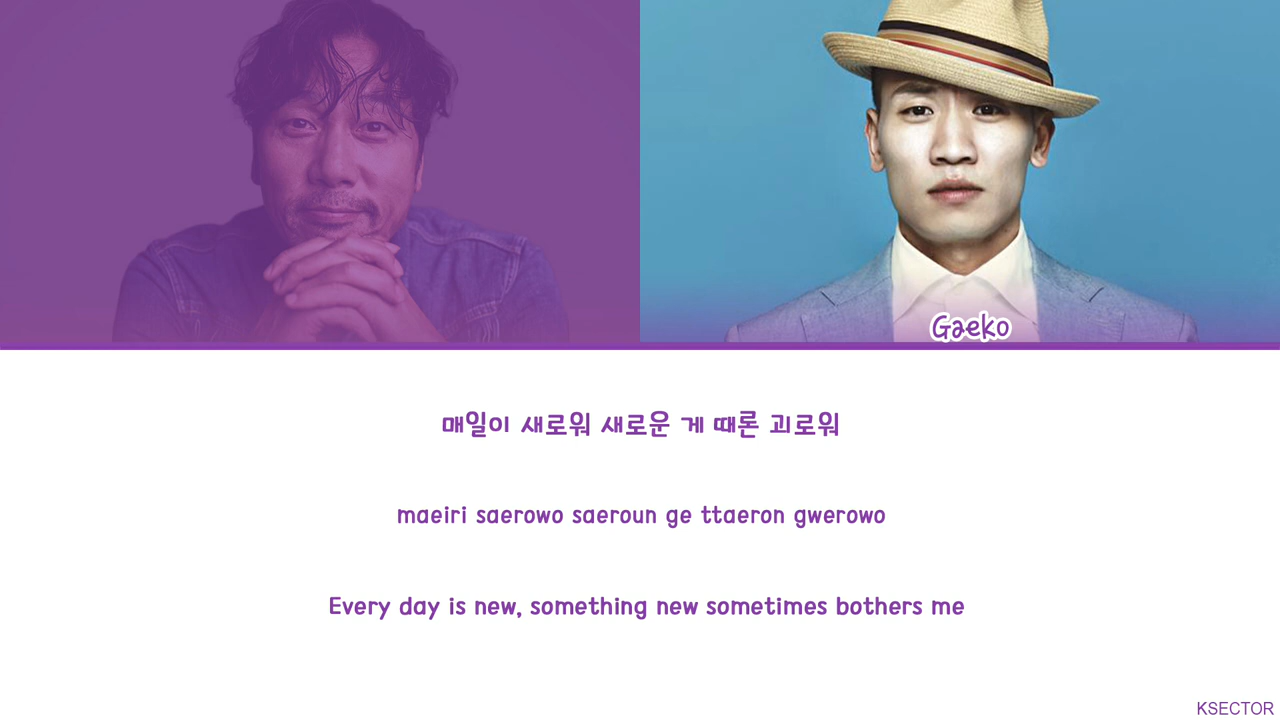 Gaeko
매일이 새로워 새로운 게 때론 괴로워
maeiri saerowo saeroun ge ttaeron gwerowo
Every day is new, something new sometimes bothers me
KSECTOR